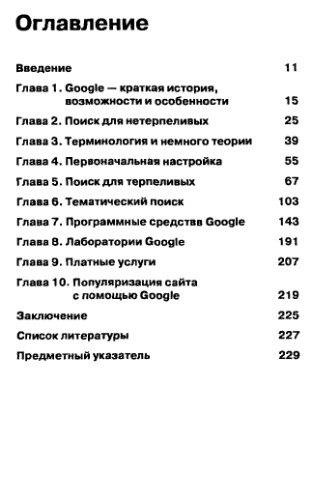 Оглавление
Введение 11
Глава 1. Google — краткая история,
возможности и особенности 15
Глава 2. Поиск для нетерпеливых 25
Глава 3. Терминология и немного теории 39
Глава 4. Первоначальная настройка 55
Глава 5. Поиск для терпеливых 67
Глава 6. Тематический поиск 103
Глава 7. Программные средства Google 143
Глава 8. Лаборатории Google 191
Глава 9. Платные услуги 207
Глава 10. Популяризация сайта
с помощью Google 219
Заключение 225
Список литературы 227
Предметный указатель 229